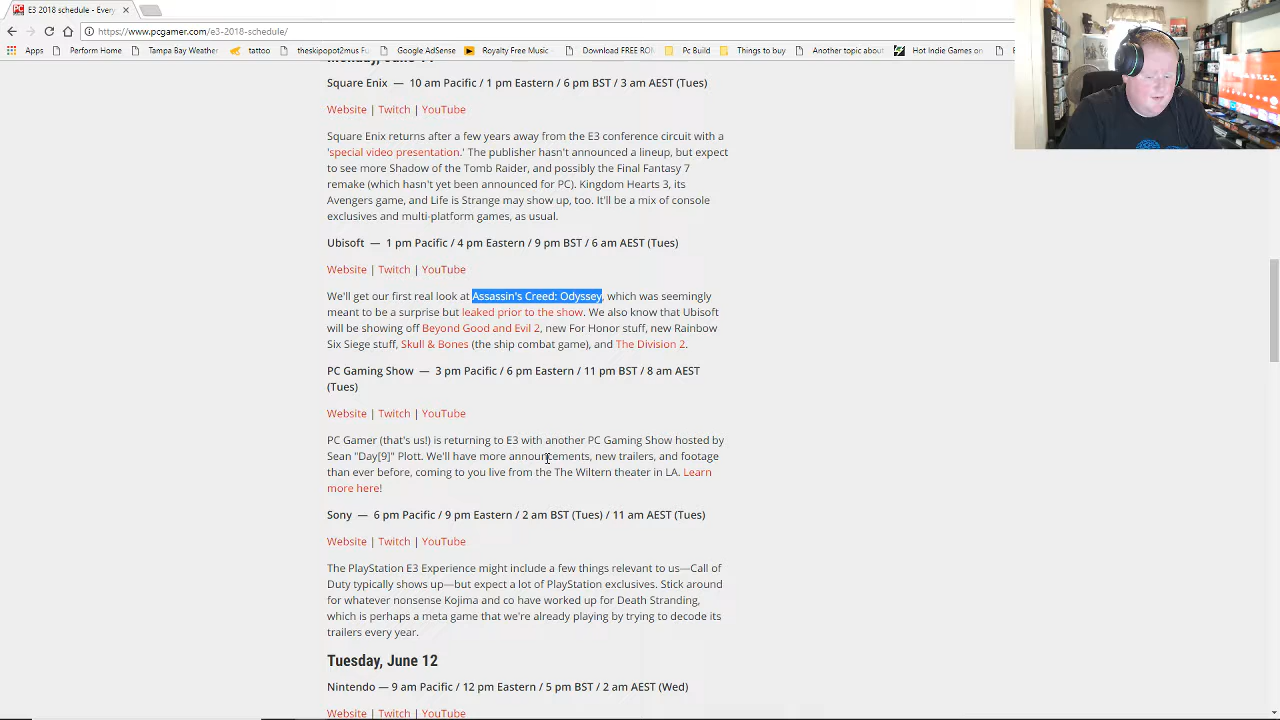 E3 2018 schedule - Every
https://www.pcgamer.com/e3-2018-schedule/
Apps Perform Home Tampa Bay Weather tattoo theskipopot2mus Fu Google AdSense Royalty Free Music Download FREE ROM Pc Build Things to buy Another topic about Hot Indie Games on
Square Enix — 10 am Pacific / 1 pm Eastern / 6 pm BST / 3 am AEST (Tues)
Website | Twitch | YouTube
Square Enix returns after a few years away from the E3 conference circuit with a
'special video presentation.' The publisher hasn't announced a lineup, but expect
to see more Shadow of the Tomb Raider, and possibly the Final Fantasy 7
remake (which hasn't yet been announced for PC). Kingdom Hearts 3, its
Avengers game, and Life is Strange may show up, too. It'll be a mix of console
exclusives and multi-platform games, as usual.
Ubisoft — 1 pm Pacific / 4 pm Eastern / 9 pm BST / 6 am AEST (Tues)
Website | Twitch | YouTube
We'll get our first real look at Assassin's Creed: Odyssey, which was seemingly
meant to be a surprise but leaked prior to the show. We also know that Ubisoft
will be showing off Beyond Good and Evil 2, new For Honor stuff, new Rainbow
Six Siege stuff, Skull & Bones (the ship combat game), and The Division 2.
PC Gaming Show — 3 pm Pacific / 6 pm Eastern / 11 pm BST / 8 am AEST
(Tues)
Website | Twitch | YouTube
PC Gamer (that's us!) is returning to E3 with another PC Gaming Show hosted by
Sean "Day[9]" Plott. We'll have more announcements, new trailers, and footage
than ever before, coming to you live from the The Wiltern theater in LA. Learn
more here!
Sony — 6 pm Pacific / 9 pm Eastern / 2 am BST (Tues) / 11 am AEST (Tues)
Website | Twitch | YouTube
The PlayStation E3 Experience might include a few things relevant to us—Call of
Duty typically shows up—but expect a lot of PlayStation exclusives. Stick around
for whatever nonsense Kojima and co have worked up for Death Stranding,
which is perhaps a meta game that we're already playing by trying to decode its
trailers every year.
Tuesday, June 12
Nintendo — 9 am Pacific / 12 pm Eastern / 5 pm BST / 2 am AEST (Wed)
Website | Twitch | YouTube